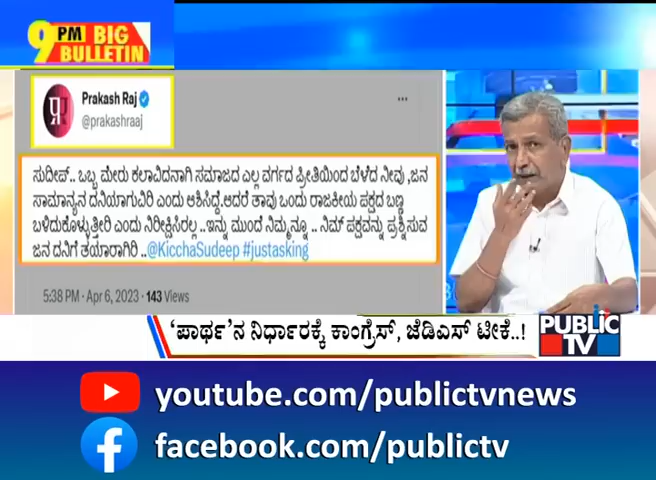 9 PM BIG
BULLETIN
Prakash Raj
@prakashraaj
ಸುದೀಪ್.. ಒಬ್ಬ ಮೇರು ಕಲಾವಿದನಾಗಿ ಸಮಾಜದ ಎಲ್ಲ ವರ್ಗದ ಪ್ರೀತಿಯಿಂದ ಬೆಳೆದ ನೀವು ,ಜನ
ಸಾಮಾನ್ಯನ ದನಿಯಾಗುವಿರಿ ಎಂದು ಆಶಿಸಿದ್ದೆ.ಆದರೆ ತಾವು ಒಂದು ರಾಜಕೀಯ ಪಕ್ಷದ ಬಣ್ಣ
ಬಳಿದುಕೊಳ್ಳುತ್ತೀರಿ ಎಂದು ನಿರೀಕ್ಷಿಸಿರಲ್ಲ ..ಇನ್ನು ಮುಂದೆ ನಿಮ್ಮನ್ನೂ .. ನಿಮ್ ಪಕ್ಷವನ್ನು ಪ್ರಶ್ನಿಸುವ
ಜನ ದನಿಗೆ ತಯಾರಾಗಿರಿ ..@KicchaSudeep #justasking
5:38 PM · Apr 6, 2023 · 143 Views
'ಪಾರ್ಥ'ನ ನಿರ್ಧಾರಕ್ಕೆ ಕಾಂಗ್ರೆಸ್, ಜೆಡಿಎಸ್ ಟೀಕೆ..!
PUBLIC
TV
youtube.com/publictvnews
facebook.com/publictv